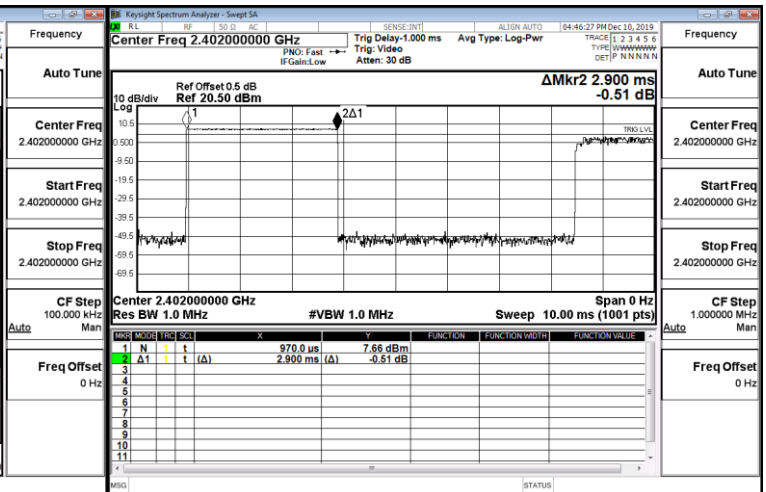 Keysight Spectrum Analyzer - Swept SA
RL RF 50 Ω AC SENSE:INT ALIGN AUTO 04:46:27 PM Dec 10, 2019
Center Freq 2.402000000 GHz
PNO: Fast
IFGain:Low
Trig Delay-1.000 ms
Trig: Video
Atten: 30 dB
Avg Type: Log-Pwr
TRACE 1 2 3 4 5 6
TYPE WWWWWW
DET P N N N N N
Ref Offset 0.5 dB
10 dB/div Ref 20.50 dBm
Log
ΔMkr2 2.900 ms
-0.51 dB
1
2Δ1
TRIG LVL
10.5
0.500
-9.50
-19.5
-29.5
-39.5
-49.5
-59.5
-69.5
Center 2.402000000 GHz Span 0 Hz
Res BW 1.0 MHz #VBW 1.0 MHz Sweep 10.00 ms (1001 pts)
MKR MODE TRC SCL X Y FUNCTION FUNCTION WIDTH FUNCTION VALUE
1 N 1 t 970.0 µs 7.66 dBm
2 Δ1 1 t (Δ) 2.900 ms (Δ) -0.51 dB
3
4
5
6
7
8
9
10
11
MSG STATUS
Frequency
Auto Tune
Center Freq
2.402000000 GHz
Start Freq
2.402000000 GHz
Stop Freq
2.402000000 GHz
CF Step
100.000 kHz
Auto Man
Freq Offset
0 Hz
Frequency
Auto Tune
Center Freq
2.402000000 GHz
Start Freq
2.402000000 GHz
Stop Freq
2.402000000 GHz
CF Step
1.000000 MHz
Auto Man
Freq Offset
0 Hz